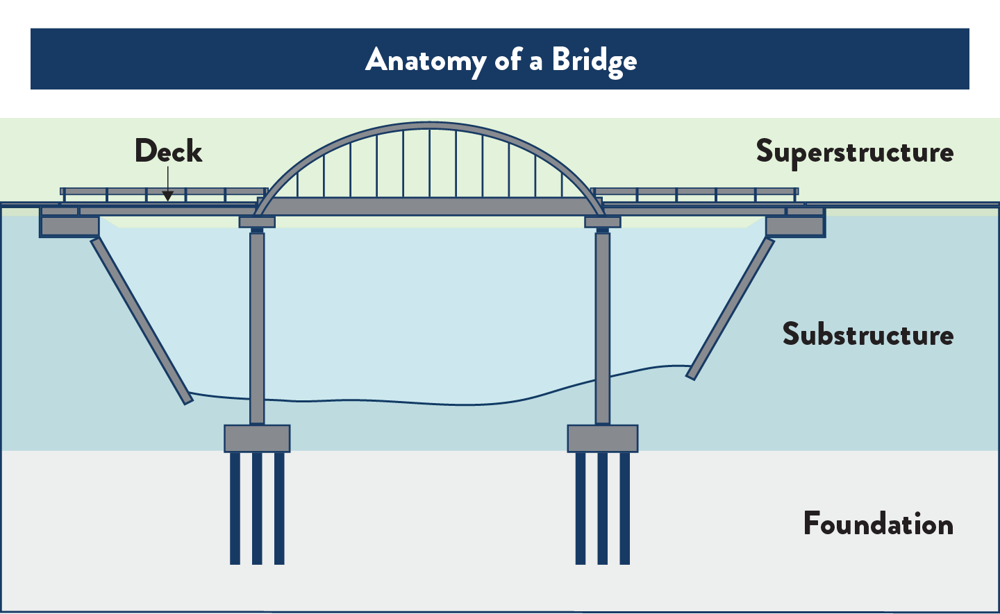 Anatomy of a Bridge
Deck
Superstructure
Substructure
Foundation